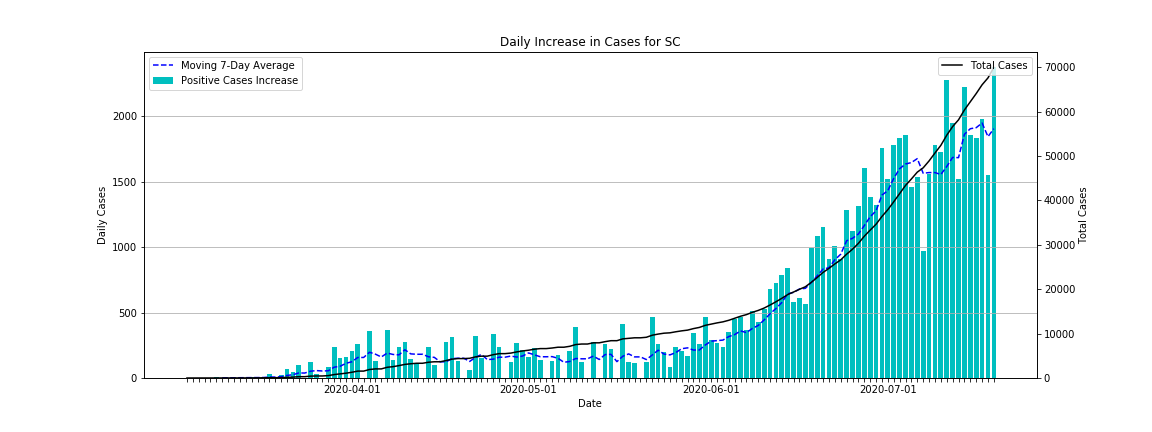 Daily Increase in Cases for SC
Moving 7-Day Average
Positive Cases Increase
Total Cases
Daily Cases
2000
1500
1000
500
0
70000
60000
50000
40000
30000
20000
10000
0
Total Cases
2020-04-01
2020-05-01
2020-06-01
2020-07-01
Date